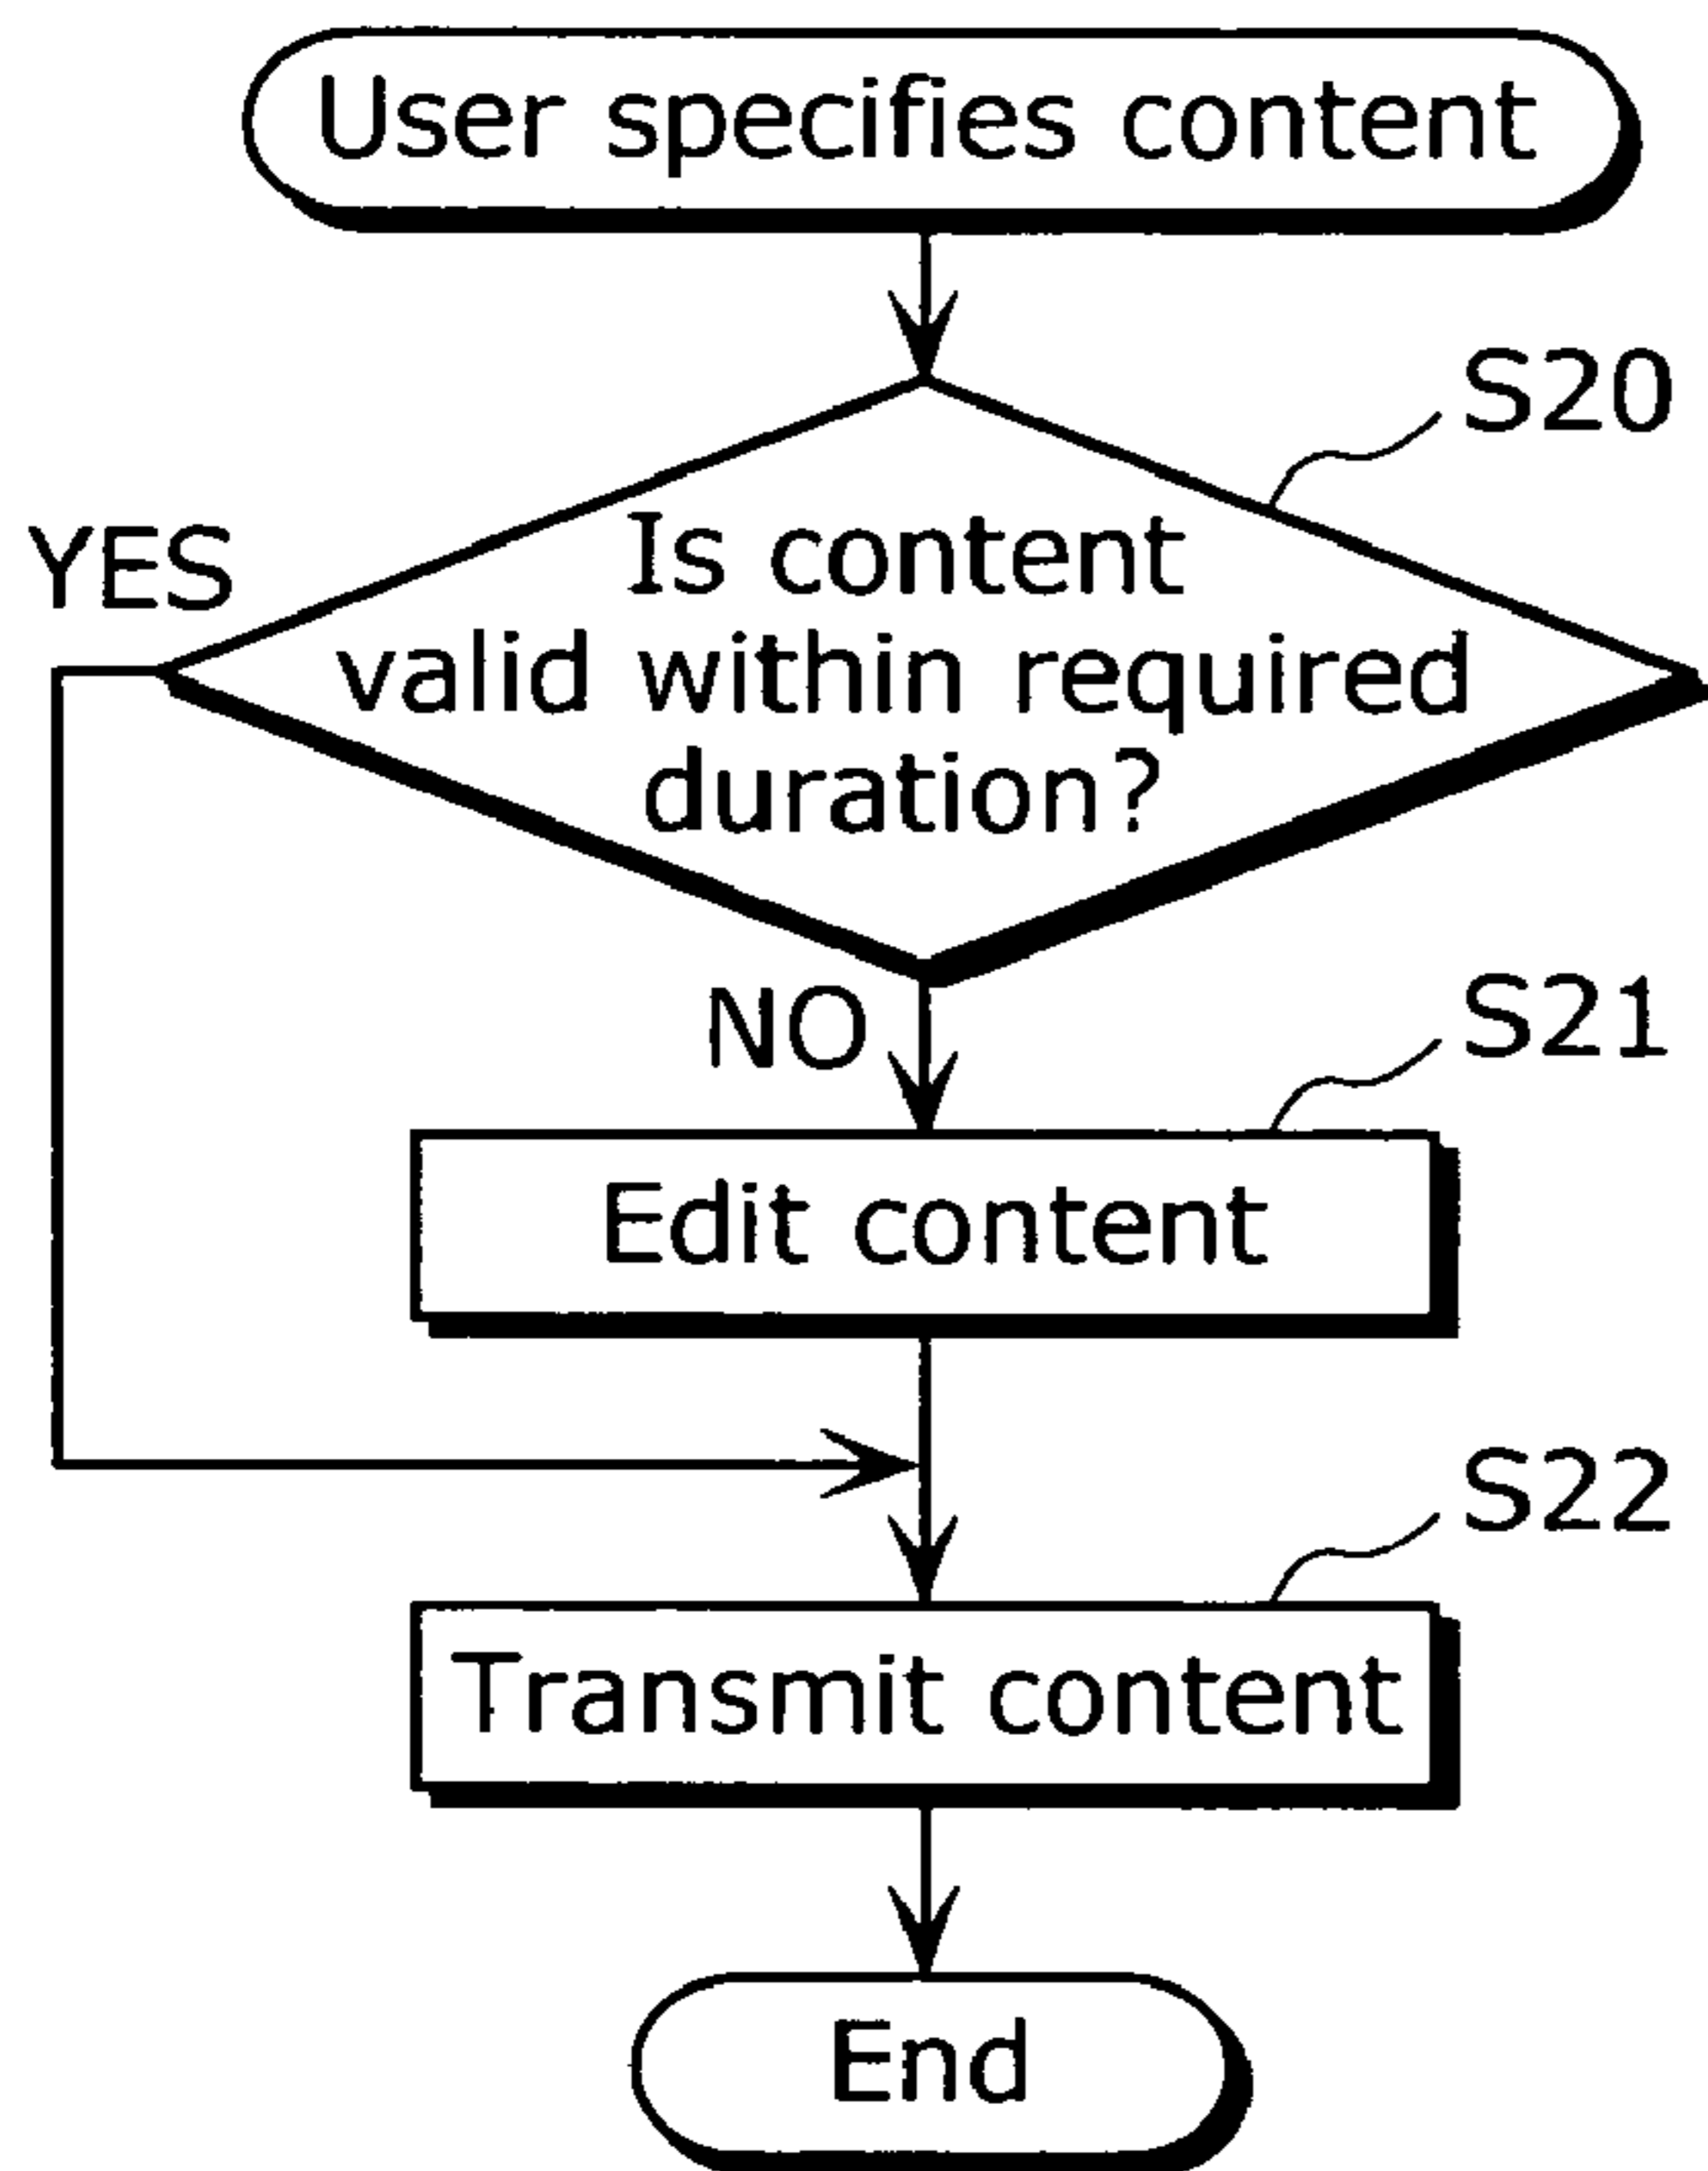 User specifies content
S20
YES
Is content
valid within required
duration?
NO
S21
Edit content
S22
Transmit content
End